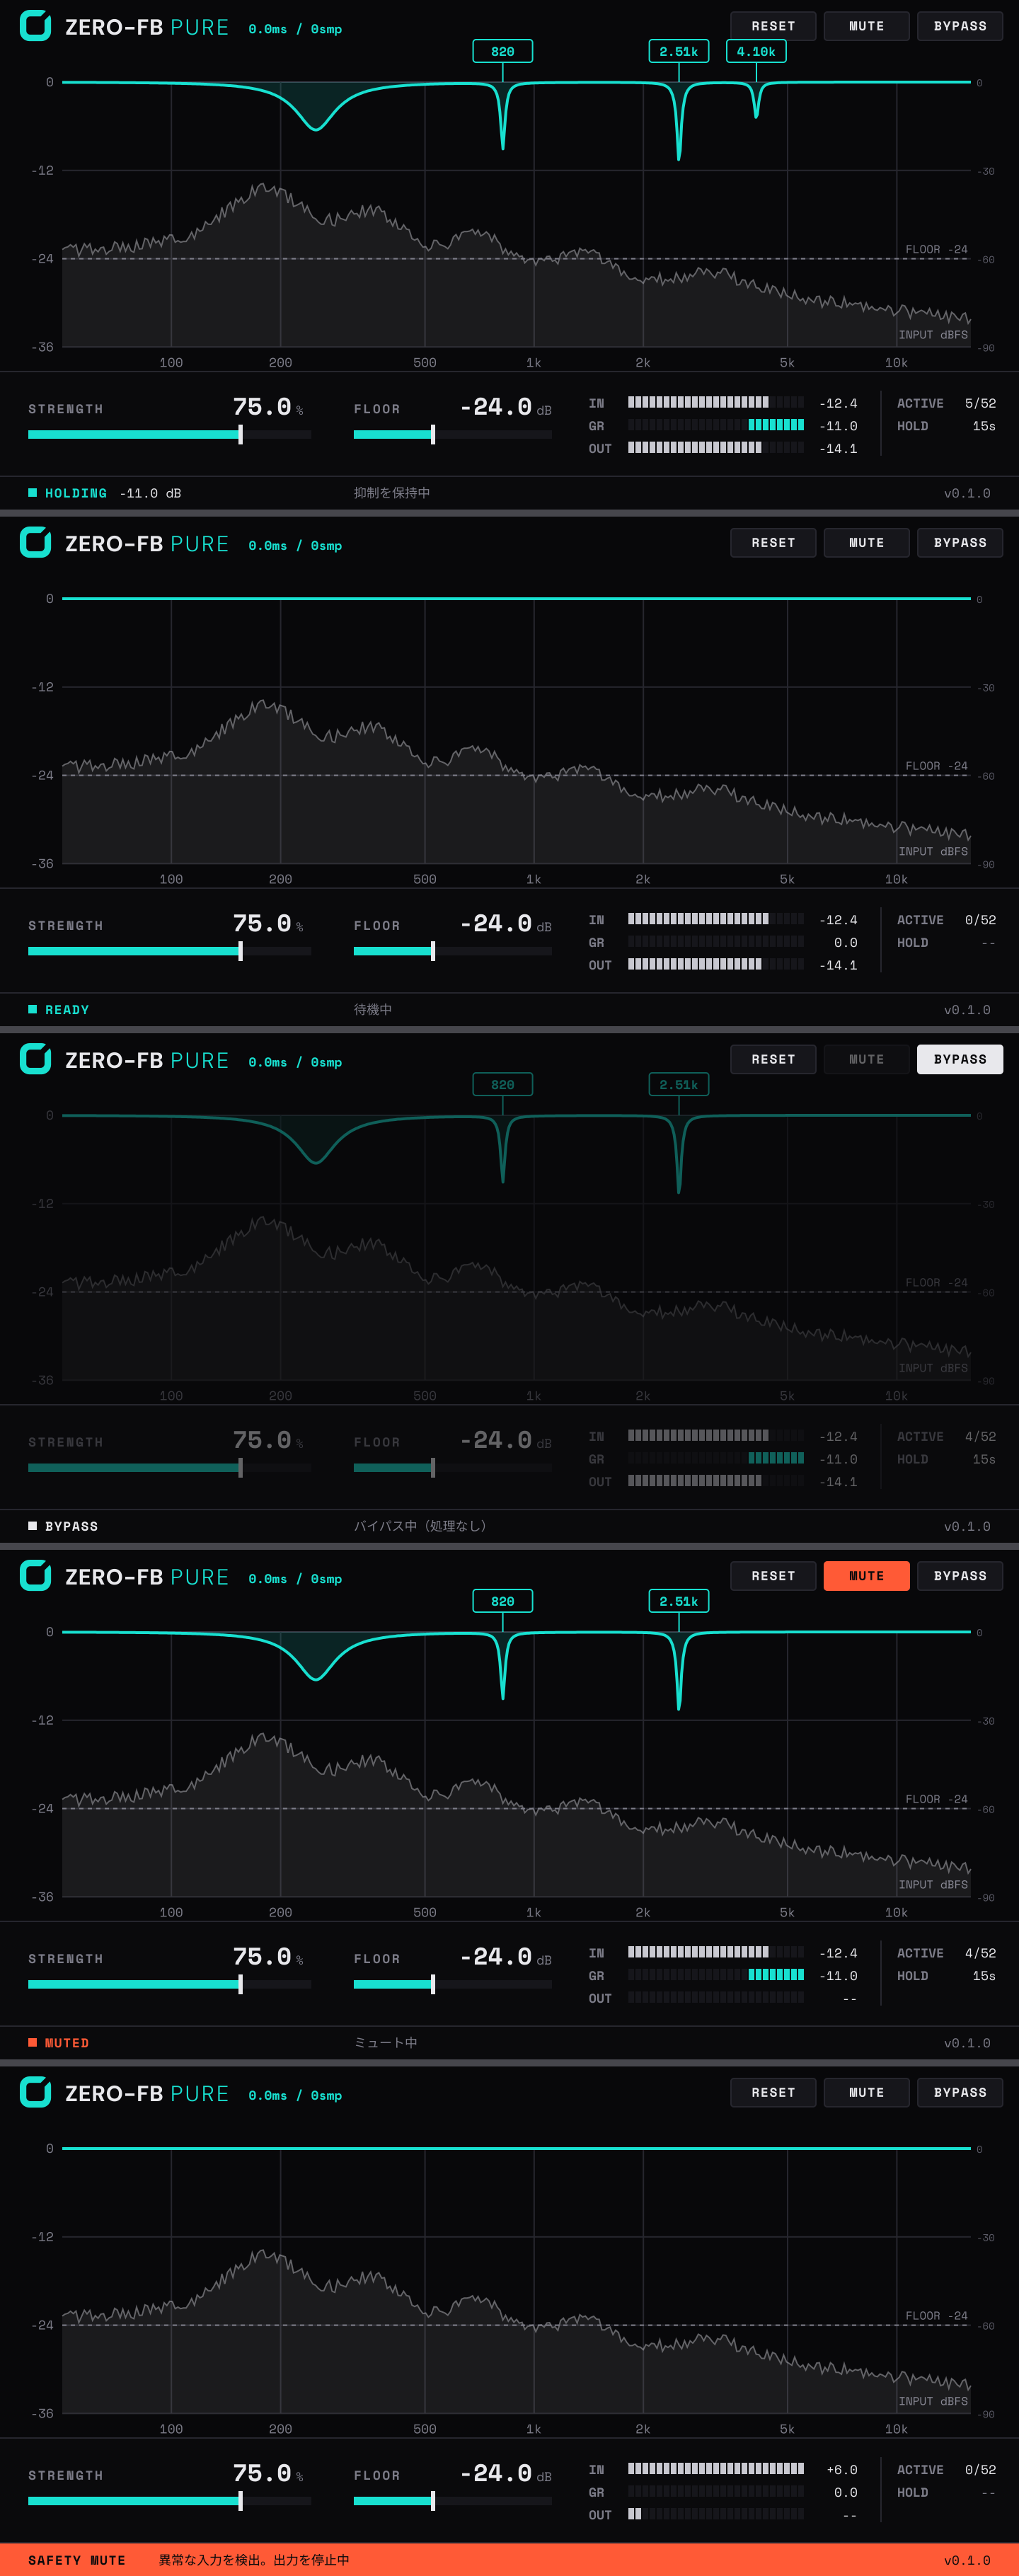 ZERO-FB PURE 0.0ms / 0smp RESET MUTE BYPASS
820 2.51k 4.10k
0 0
-12 -30
FLOOR -24
-24 -60
INPUT dBFS
-36 -90
100 200 500 1k 2k 5k 10k
STRENGTH 75.0 % FLOOR -24.0 dB
IN -12.4 ACTIVE 5/52
GR -11.0 HOLD 15s
OUT -14.1
HOLDING -11.0 dB 抑制を保持中 v0.1.0
ZERO-FB PURE 0.0ms / 0smp RESET MUTE BYPASS
0 0
-12 -30
FLOOR -24
-24 -60
INPUT dBFS
-36 -90
100 200 500 1k 2k 5k 10k
STRENGTH 75.0 % FLOOR -24.0 dB
IN -12.4 ACTIVE 0/52
GR 0.0 HOLD --
OUT -14.1
READY 待機中 v0.1.0
ZERO-FB PURE 0.0ms / 0smp RESET MUTE BYPASS
820 2.51k
0 0
-12 -30
FLOOR -24
-24 -60
INPUT dBFS
-36 -90
100 200 500 1k 2k 5k 10k
STRENGTH 75.0 % FLOOR -24.0 dB
IN -12.4 ACTIVE 4/52
GR -11.0 HOLD 15s
OUT -14.1
BYPASS バイパス中（処理なし） v0.1.0
ZERO-FB PURE 0.0ms / 0smp RESET MUTE BYPASS
820 2.51k
0 0
-12 -30
FLOOR -24
-24 -60
INPUT dBFS
-36 -90
100 200 500 1k 2k 5k 10k
STRENGTH 75.0 % FLOOR -24.0 dB
IN -12.4 ACTIVE 4/52
GR -11.0 HOLD 15s
OUT --
MUTED ミュート中 v0.1.0
ZERO-FB PURE 0.0ms / 0smp RESET MUTE BYPASS
0 0
-12 -30
FLOOR -24
-24 -60
INPUT dBFS
-36 -90
100 200 500 1k 2k 5k 10k
STRENGTH 75.0 % FLOOR -24.0 dB
IN +6.0 ACTIVE 0/52
GR 0.0 HOLD --
OUT --
SAFETY MUTE 異常な入力を検出。出力を停止中 v0.1.0